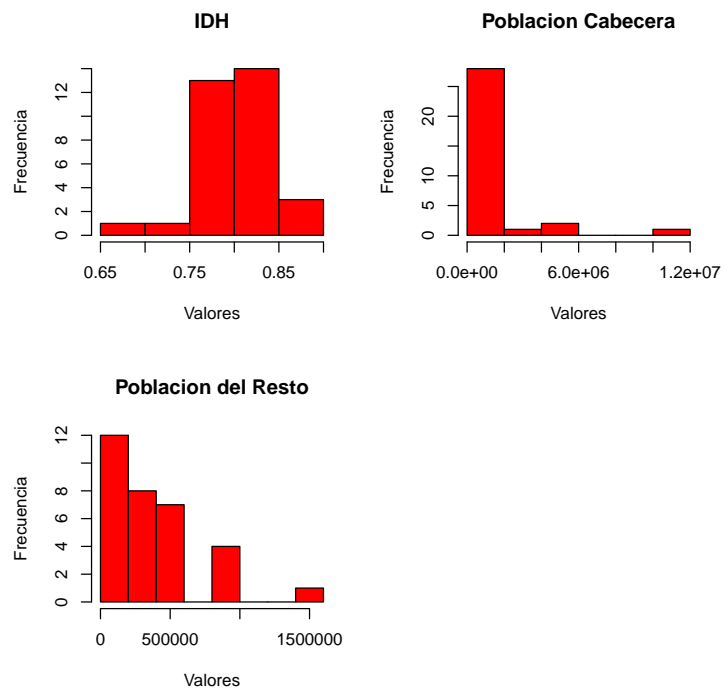 IDH
Frecuencia
0 2 4 6 8 12
0.65 0.75 0.85
Valores
Poblacion Cabecera
Frecuencia
0 5 10 20
0.0e+00 6.0e+06 1.2e+07
Valores
Poblacion del Resto
Frecuencia
0 2 4 6 8 12
0 500000 1500000
Valores